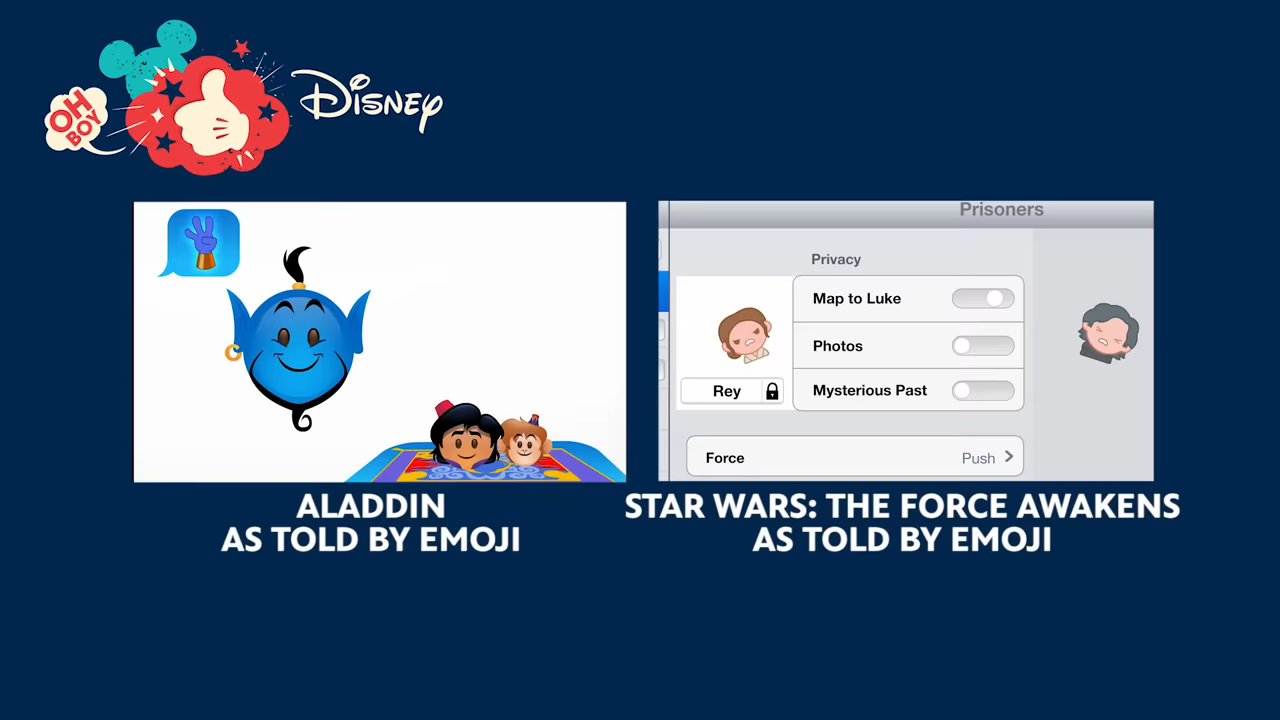 OH
BOY
Disney
Prisoners
Privacy
Map to Luke
Photos
Mysterious Past
Rey
Force
Push
ALADDIN
AS TOLD BY EMOJI
STAR WARS: THE FORCE AWAKENS
AS TOLD BY EMOJI